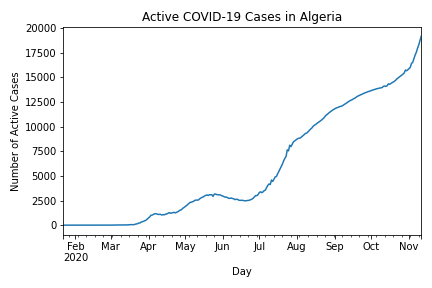 Active COVID-19 Cases in Algeria
20000
17500
15000
12500
10000
7500
5000
2500
0
Number of Active Cases
Feb Mar Apr May Jun Jul Aug Sep Oct Nov
2020
Day